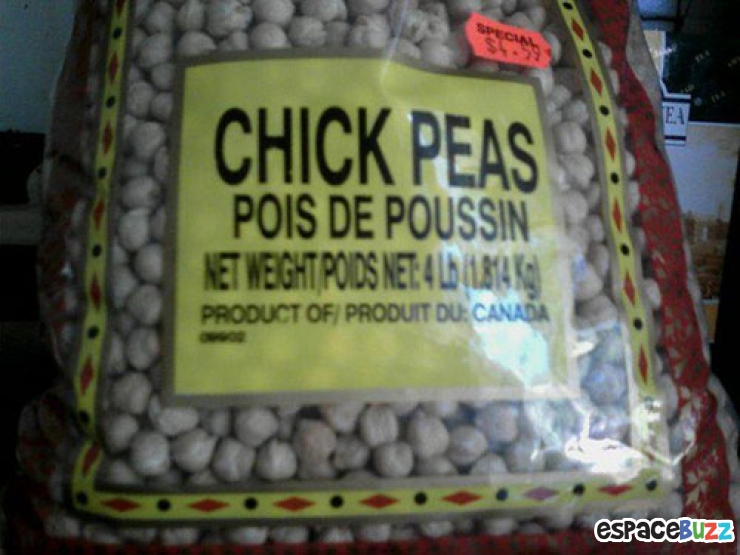 SPECIAL
CHICK PEAS
POIS DE POUSSIN
NET WEIGHT/POIDS NET: 4 Lb (1.814 Kg)
PRODUCT OF/ PRODUIT DU: CANADA
TEA
espaceBuzz